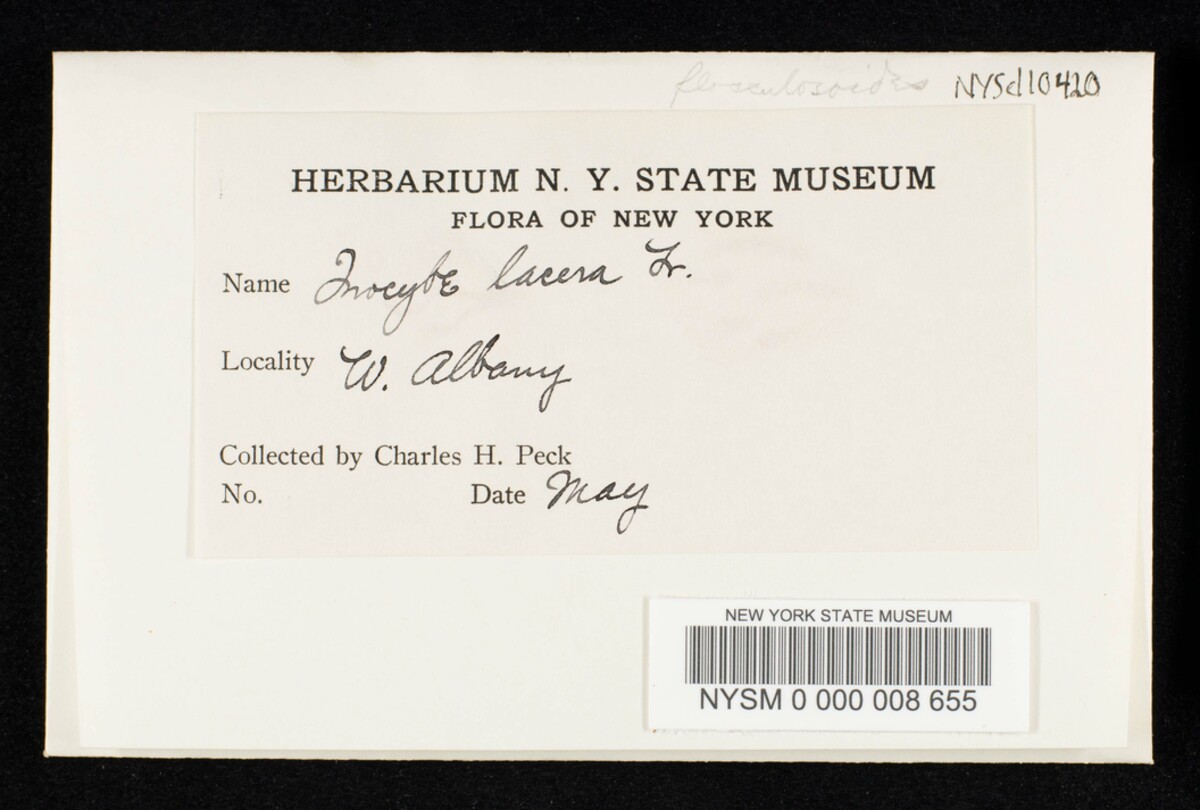 NYSd10420
HERBARIUM N. Y. STATE MUSEUM
FLORA OF NEW YORK
Name Inocybe lacera Fr.
Locality W. Albany
Collected by Charles H. Peck
No. Date May
NEW YORK STATE MUSEUM
NYSM 0 000 008 655